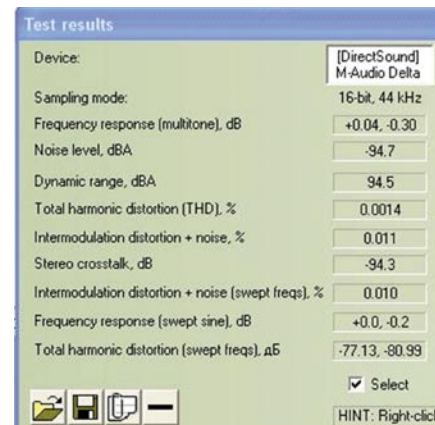 Test results
Device: [DirectSound]
M-Audio Delta
Sampling mode: 16-bit, 44 kHz
Frequency response (multitone), dB +0.04, -0.30
Noise level, dBA -94.7
Dynamic range, dBA 94.5
Total harmonic distortion (THD), % 0.0014
Intermodulation distortion + noise, % 0.011
Stereo crosstalk, dB -94.3
Intermodulation distortion + noise (swept freqs), % 0.010
Frequency response (swept sine), dB +0.0, -0.2
Total harmonic distortion (swept freqs), дБ -77.13, -80.99
Select
HINT: Right-clic